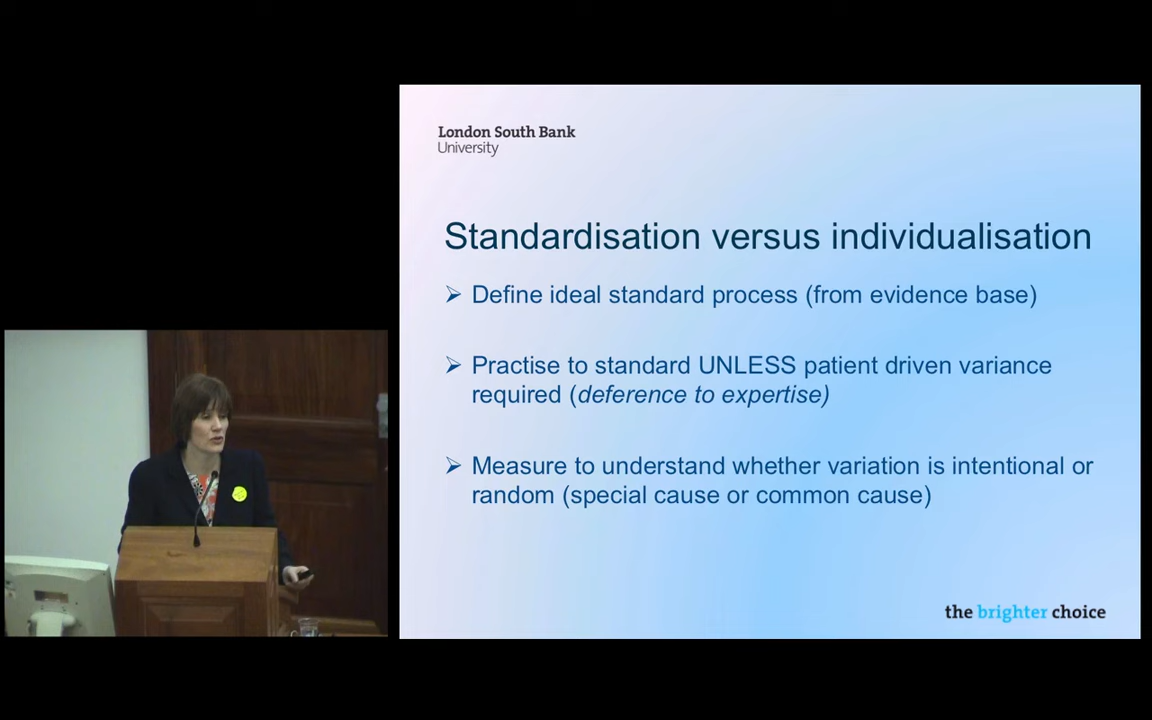 London South Bank
University
Standardisation versus individualisation
Define ideal standard process (from evidence base)
Practise to standard UNLESS patient driven variance
required (deference to expertise)
Measure to understand whether variation is intentional or
random (special cause or common cause)
the brighter choice